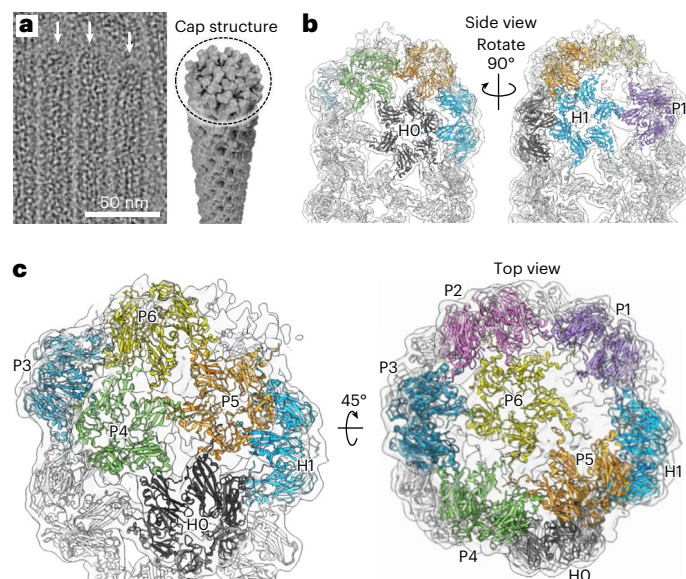 a
Cap structure
50 nm
b
Side view
Rotate
90°
H0
H1
P1
c
P6
P3
P5
P4
H1
H0
45°
Top view
P2
P1
P3
P6
P5
H1
P4
H0